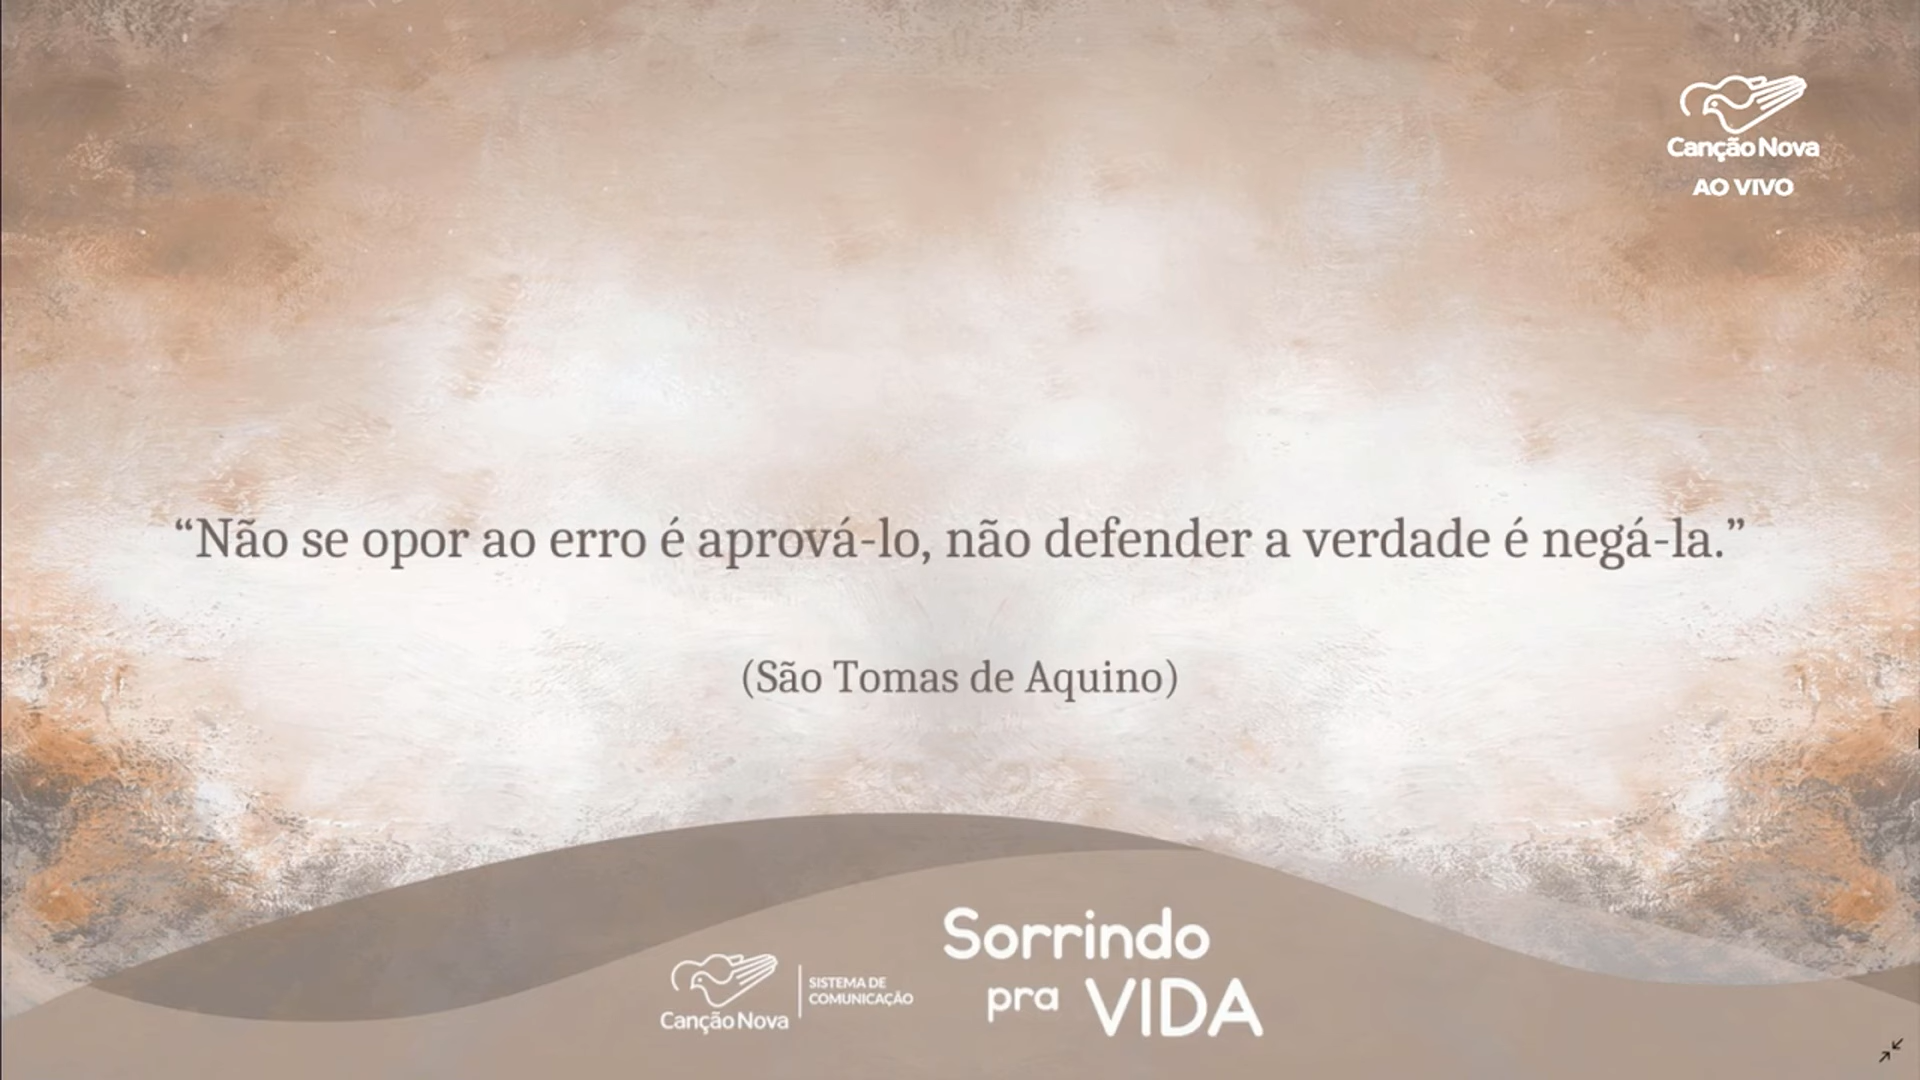 Canção Nova
AO VIVO
“Não se opor ao erro é aprová-lo, não defender a verdade é negá-la.”
(São Tomas de Aquino)
Canção Nova
SISTEMA DE
COMUNICAÇÃO
Sorrindo
pra VIDA